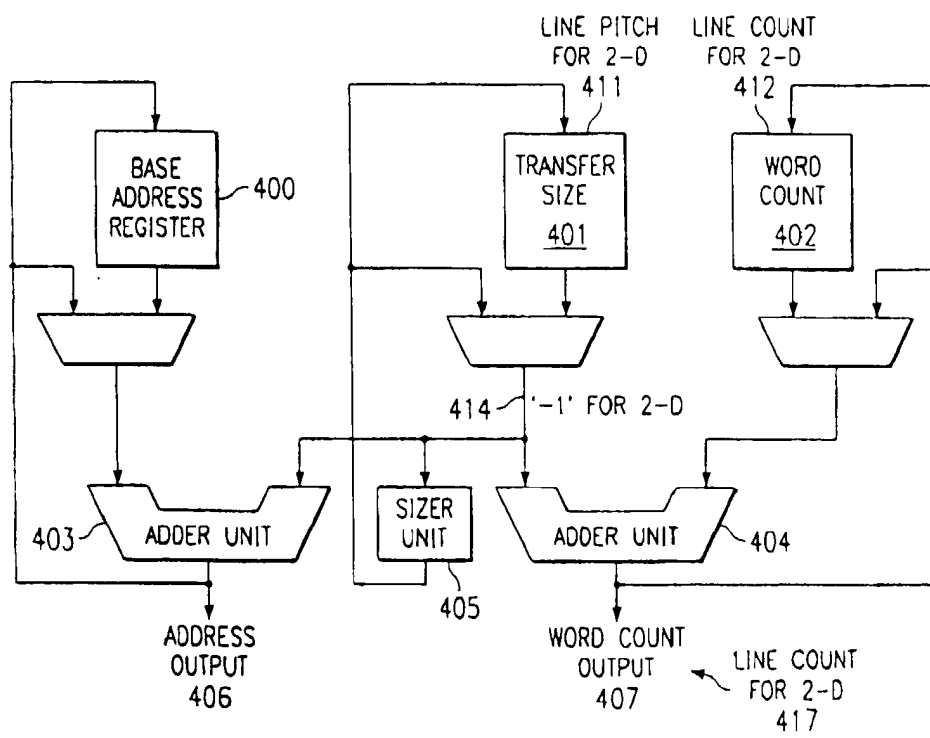 LINE PITCH
FOR 2-D
411
LINE COUNT
FOR 2-D
412
BASE
ADDRESS
REGISTER
400
TRANSFER
SIZE
401
WORD
COUNT
402
414
'-1' FOR 2-D
403
ADDER UNIT
SIZER
UNIT
405
ADDER UNIT
404
ADDRESS
OUTPUT
406
WORD COUNT
OUTPUT
407
LINE COUNT
FOR 2-D
417